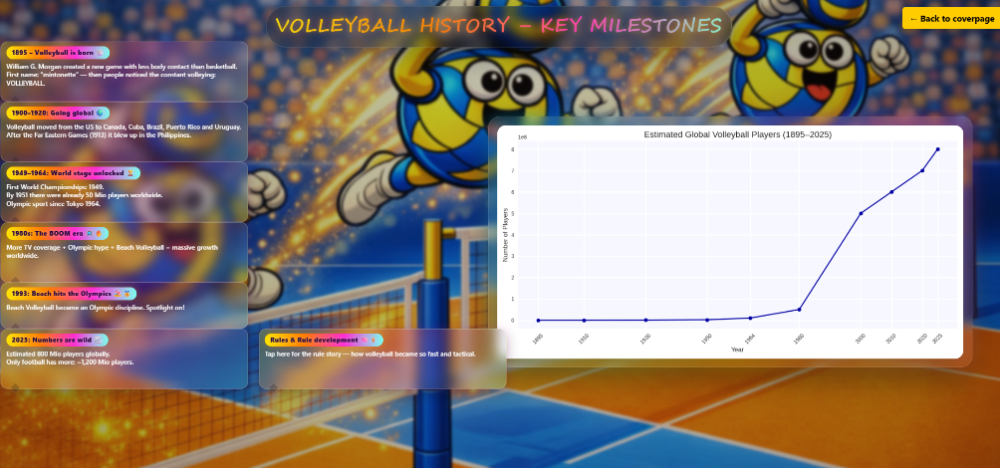 VOLLEYBALL HISTORY – KEY MILESTONES
← Back to coverpage
1895 – Volleyball is born
William G. Morgan created a new game with less body contact than basketball.
First name: "mintonette" — then people noticed the constant volleying:
VOLLEYBALL.
1900–1920: Going global
Volleyball moved from the US to Canada, Cuba, Brazil, Puerto Rico and Uruguay.
After the Far Eastern Games (1913) it blew up in the Philippines.
1949–1964: World stage unlocked
First World Championships: 1949.
By 1951 there were already 50 Mio players worldwide.
Olympic sport since Tokyo 1964.
1980s: The BOOM era
More TV coverage + Olympic hype + Beach Volleyball = massive growth
worldwide.
1993: Beach hits the Olympics
Beach Volleyball became an Olympic discipline. Spotlight on!
2025: Numbers are wild
Estimated 800 Mio players globally.
Only football has more: ~1,200 Mio players.
Rules & Rule development
Tap here for the rule story — how volleyball became so fast and tactical.
Estimated Global Volleyball Players (1895–2025)
1e8
8
7
6
5
4
3
2
1
0
Number of Players
1895
1910
1930
1950
1964
1980
2000
2010
2020
2025
Year